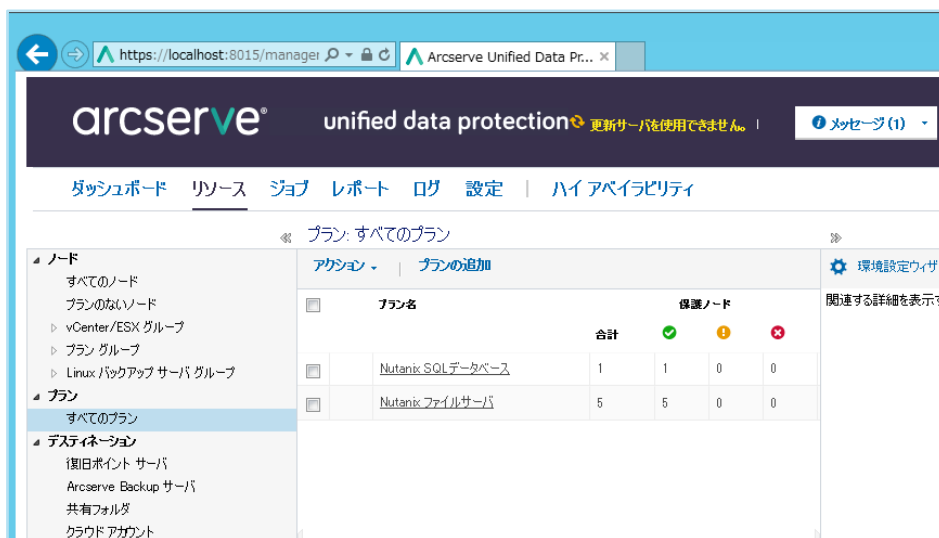 https://localhost:8015/manager
Arcserve Unified Data Pr... ×
arcserve®
unified data protection
更新サーバを使用できません。
メッセージ (1)
ダッシュボード リソース ジョブ レポート ログ 設定 | ハイ アベイラビリティ
プラン: すべてのプラン
アクション | プランの追加
環境設定ウィザ
関連する詳細を表示す
ノード
すべてのノード
プランのないノード
vCenter/ESX グループ
プラン グループ
Linux バックアップ サーバ グループ
プラン
すべてのプラン
デスティネーション
復旧ポイント サーバ
Arcserve Backup サーバ
共有フォルダ
クラウド アカウント
プラン名 保護ノード
合計
Nutanix SQLデータベース 1 1 0 0
Nutanix ファイルサーバ 5 5 0 0